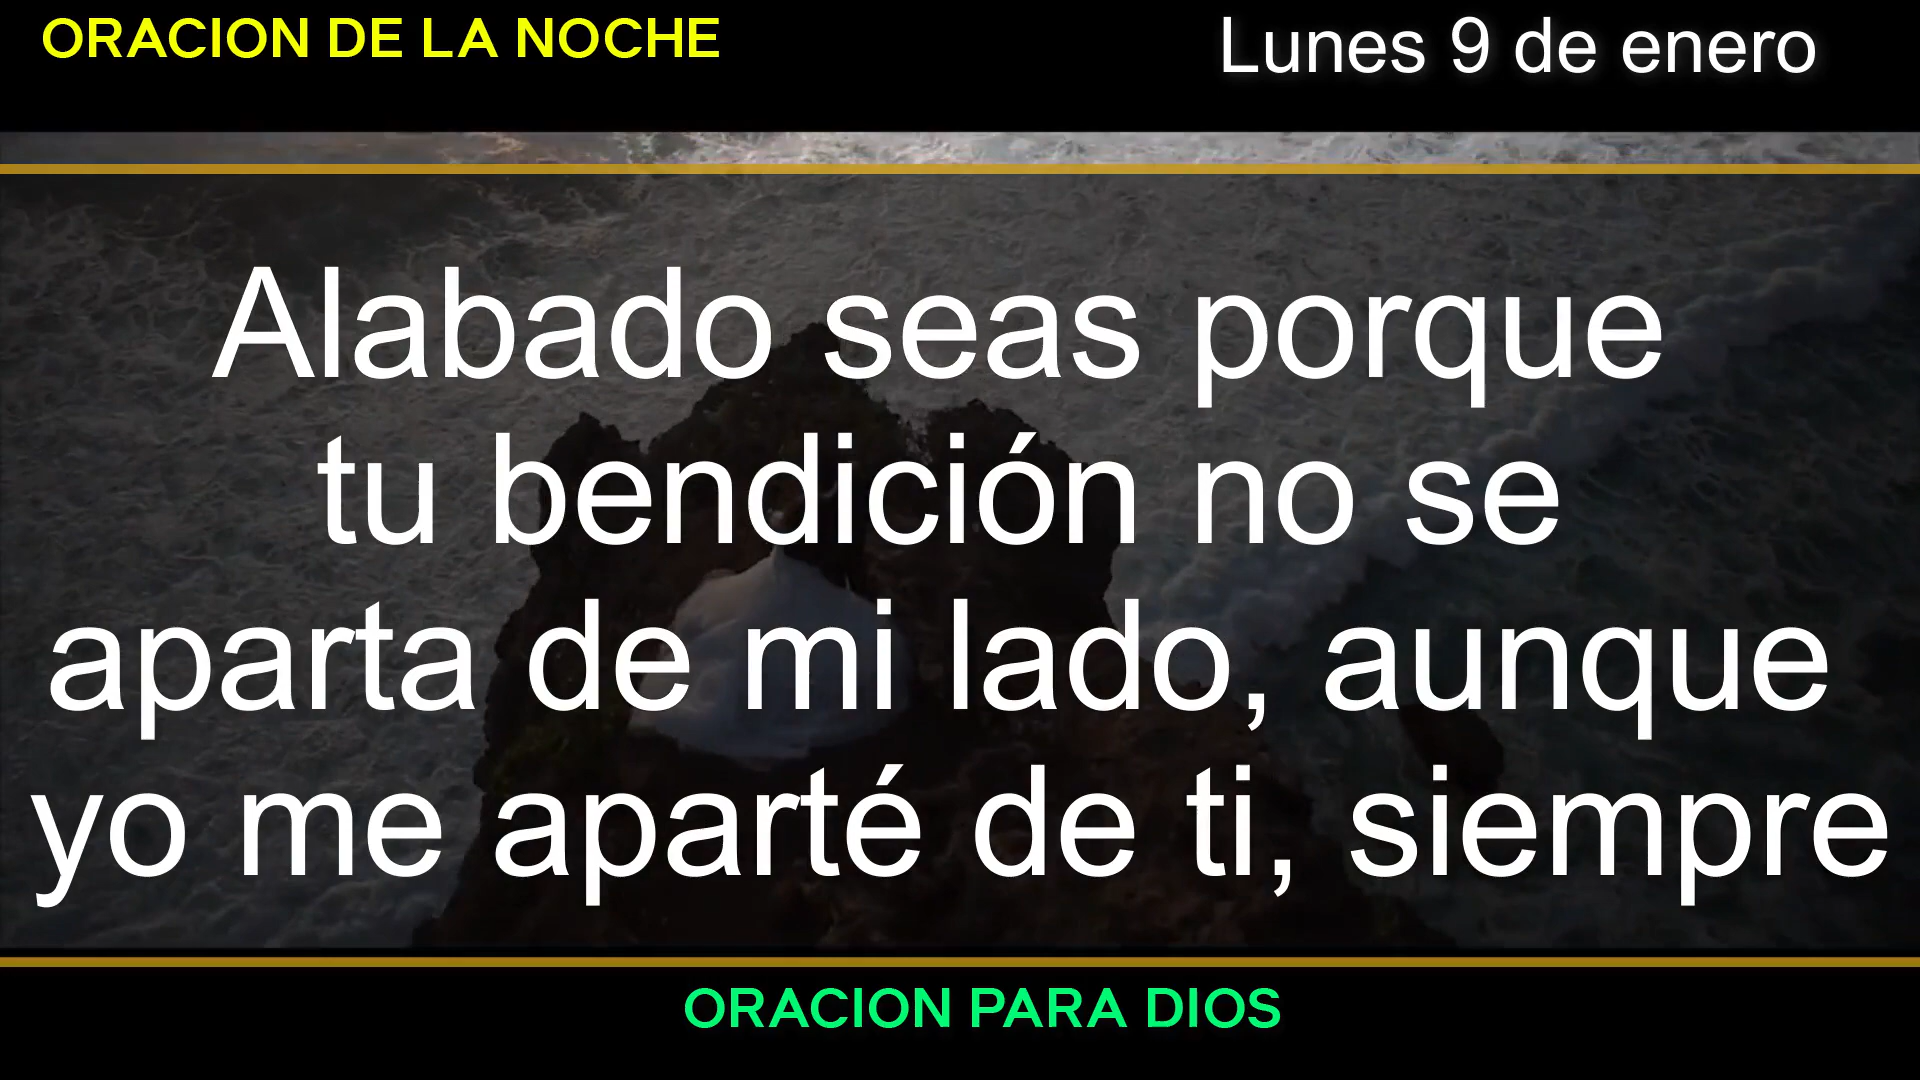 ORACION DE LA NOCHE
Lunes 9 de enero
Alabado seas porque
tu bendición no se
aparta de mi lado, aunque
yo me aparté de ti, siempre
ORACION PARA DIOS